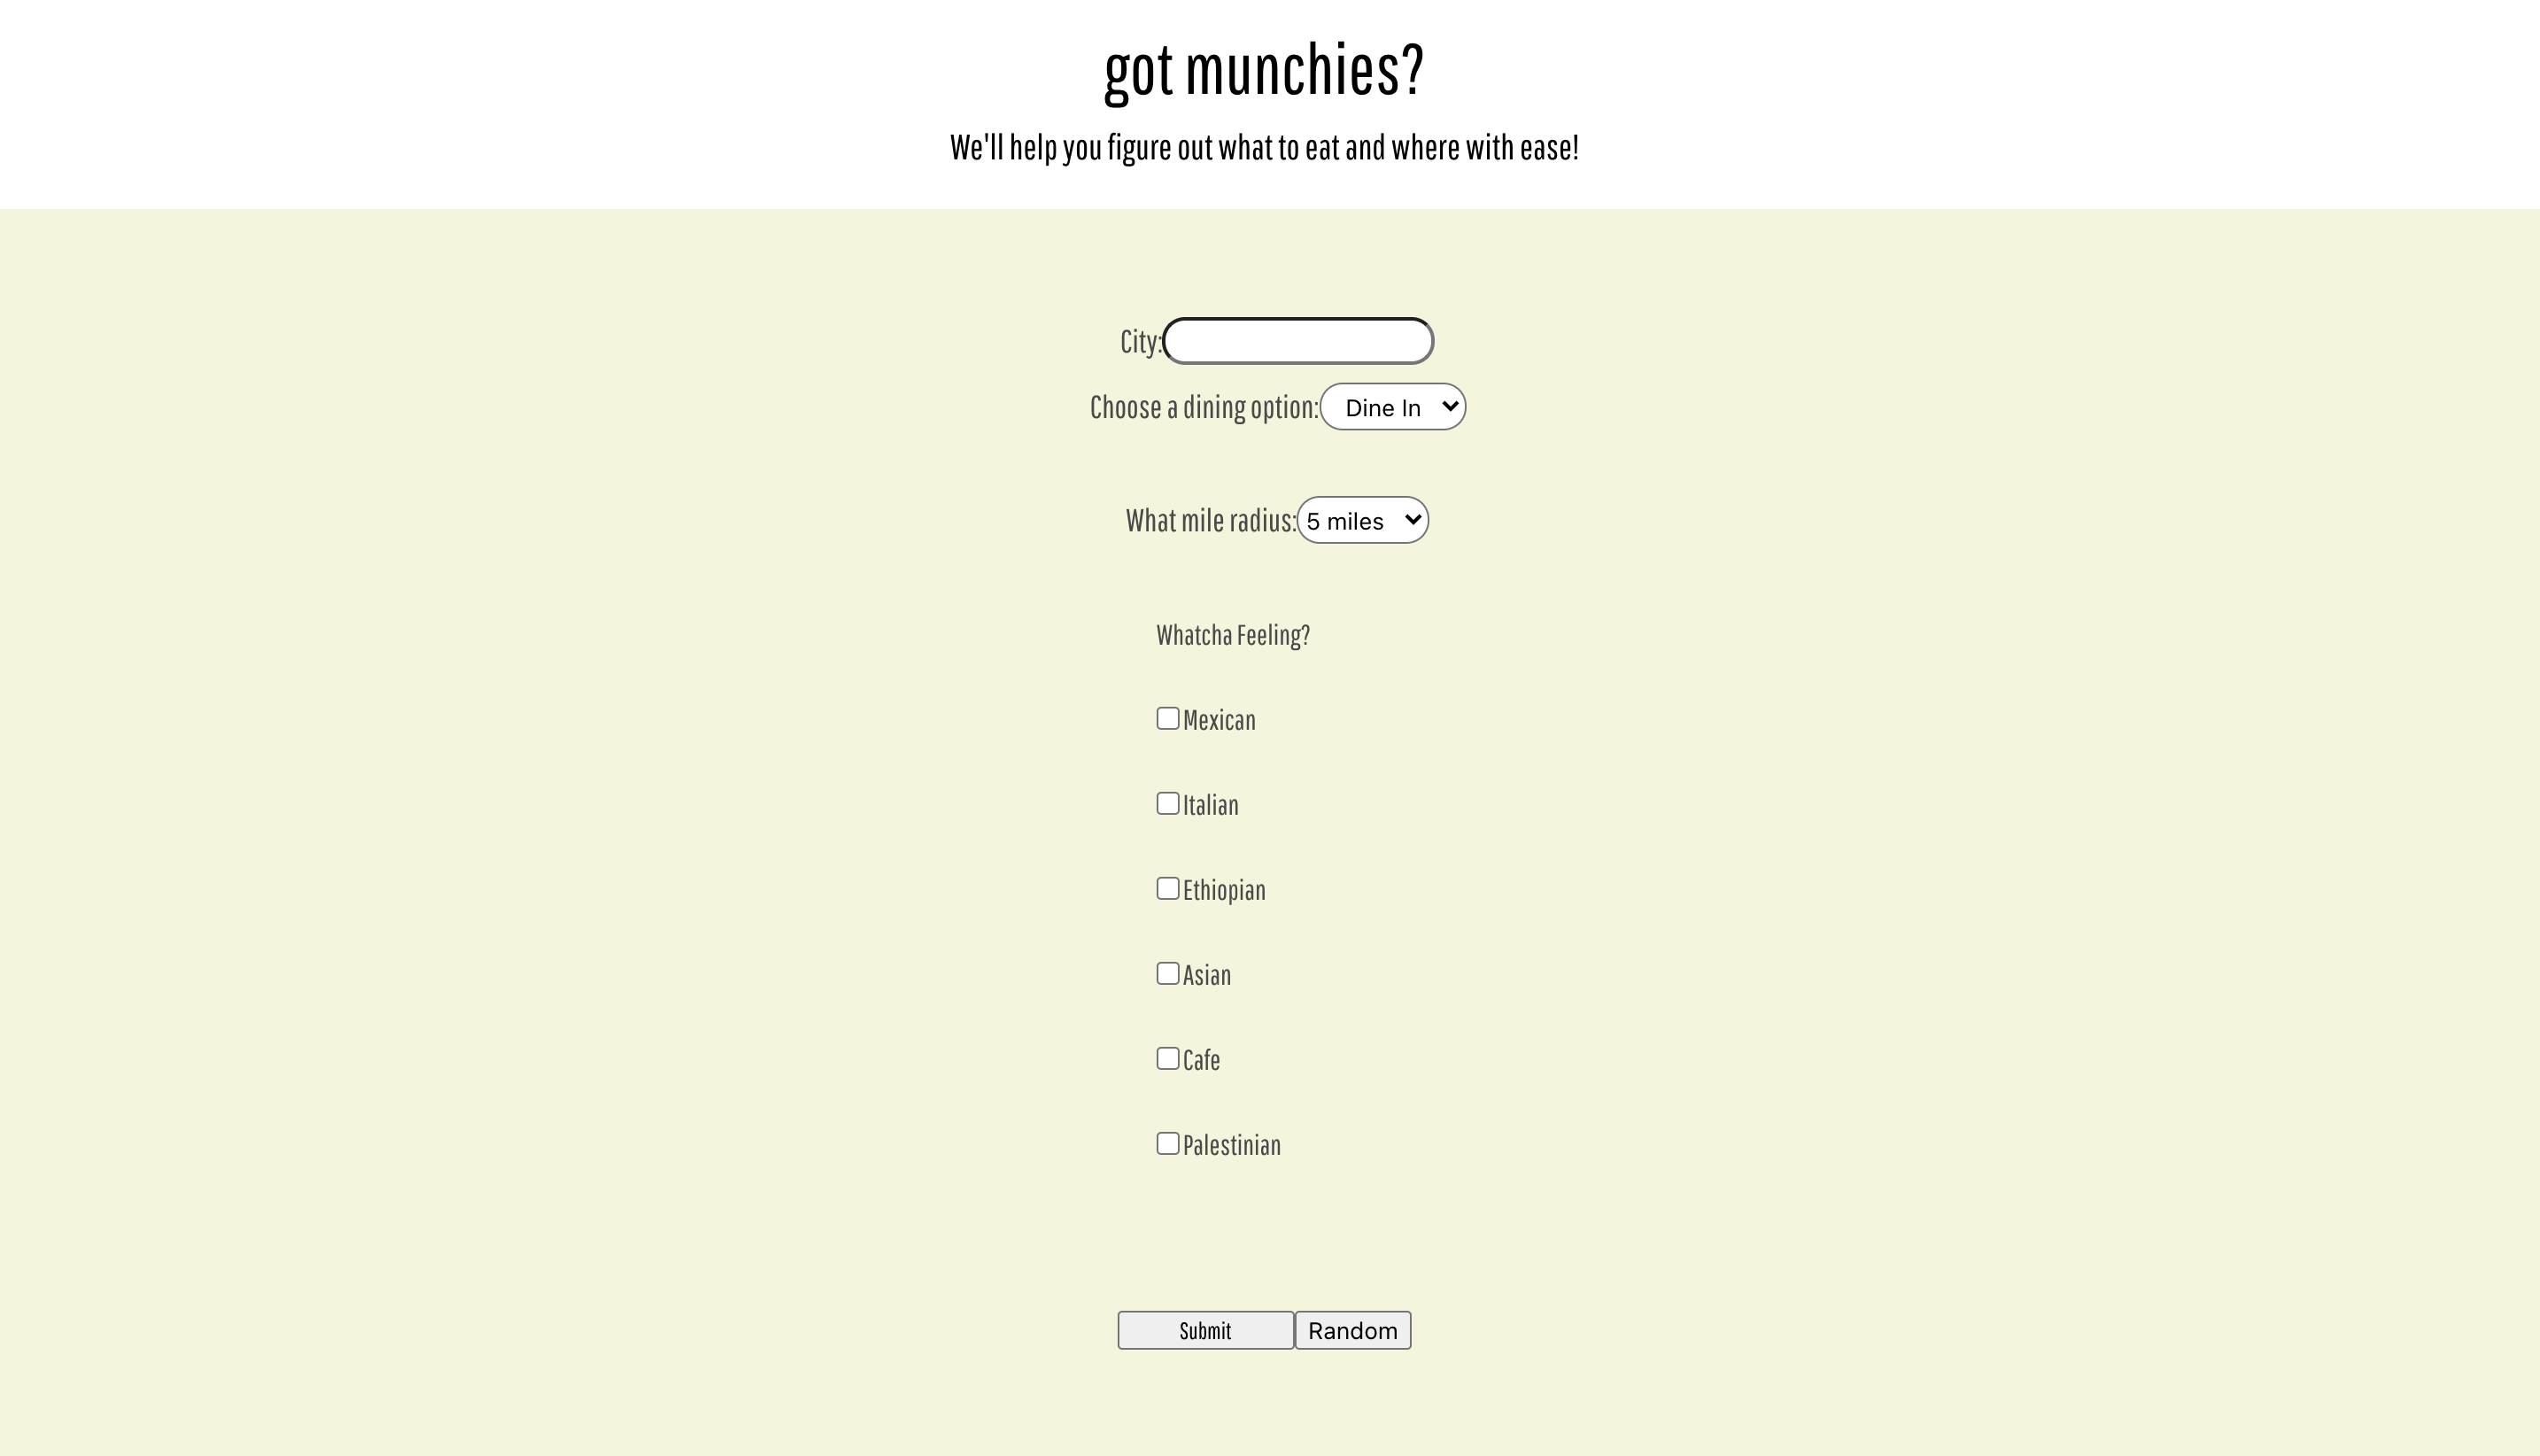 got munchies?
We'll help you figure out what to eat and where with ease!
City:
Choose a dining option: Dine In
What mile radius: 5 miles
Whatcha Feeling?
Mexican
Italian
Ethiopian
Asian
Cafe
Palestinian
Submit Random